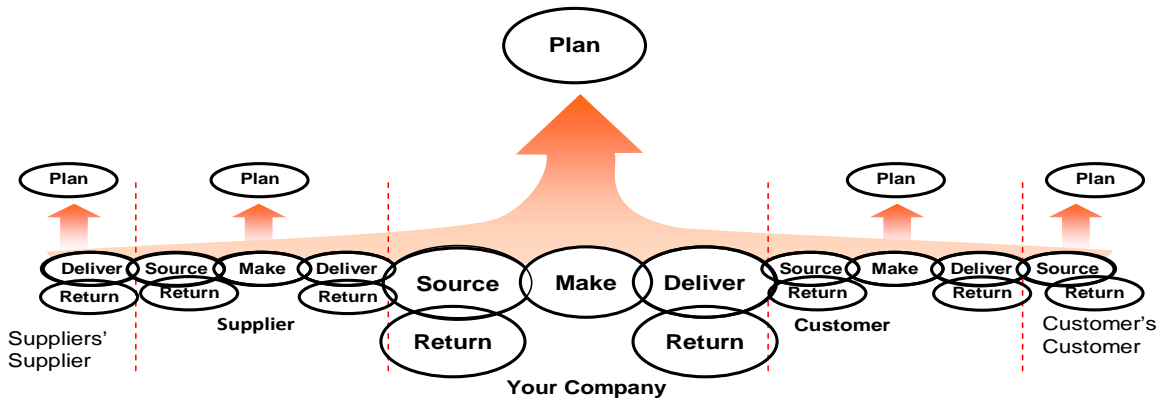 Plan
Plan
Plan
Plan
Plan
Deliver Source Make Deliver Source Make Deliver Source Make Deliver Source
Return Return Return Return Return Return Return Return
Suppliers'
Supplier
Supplier
Your Company
Customer
Customer's
Customer